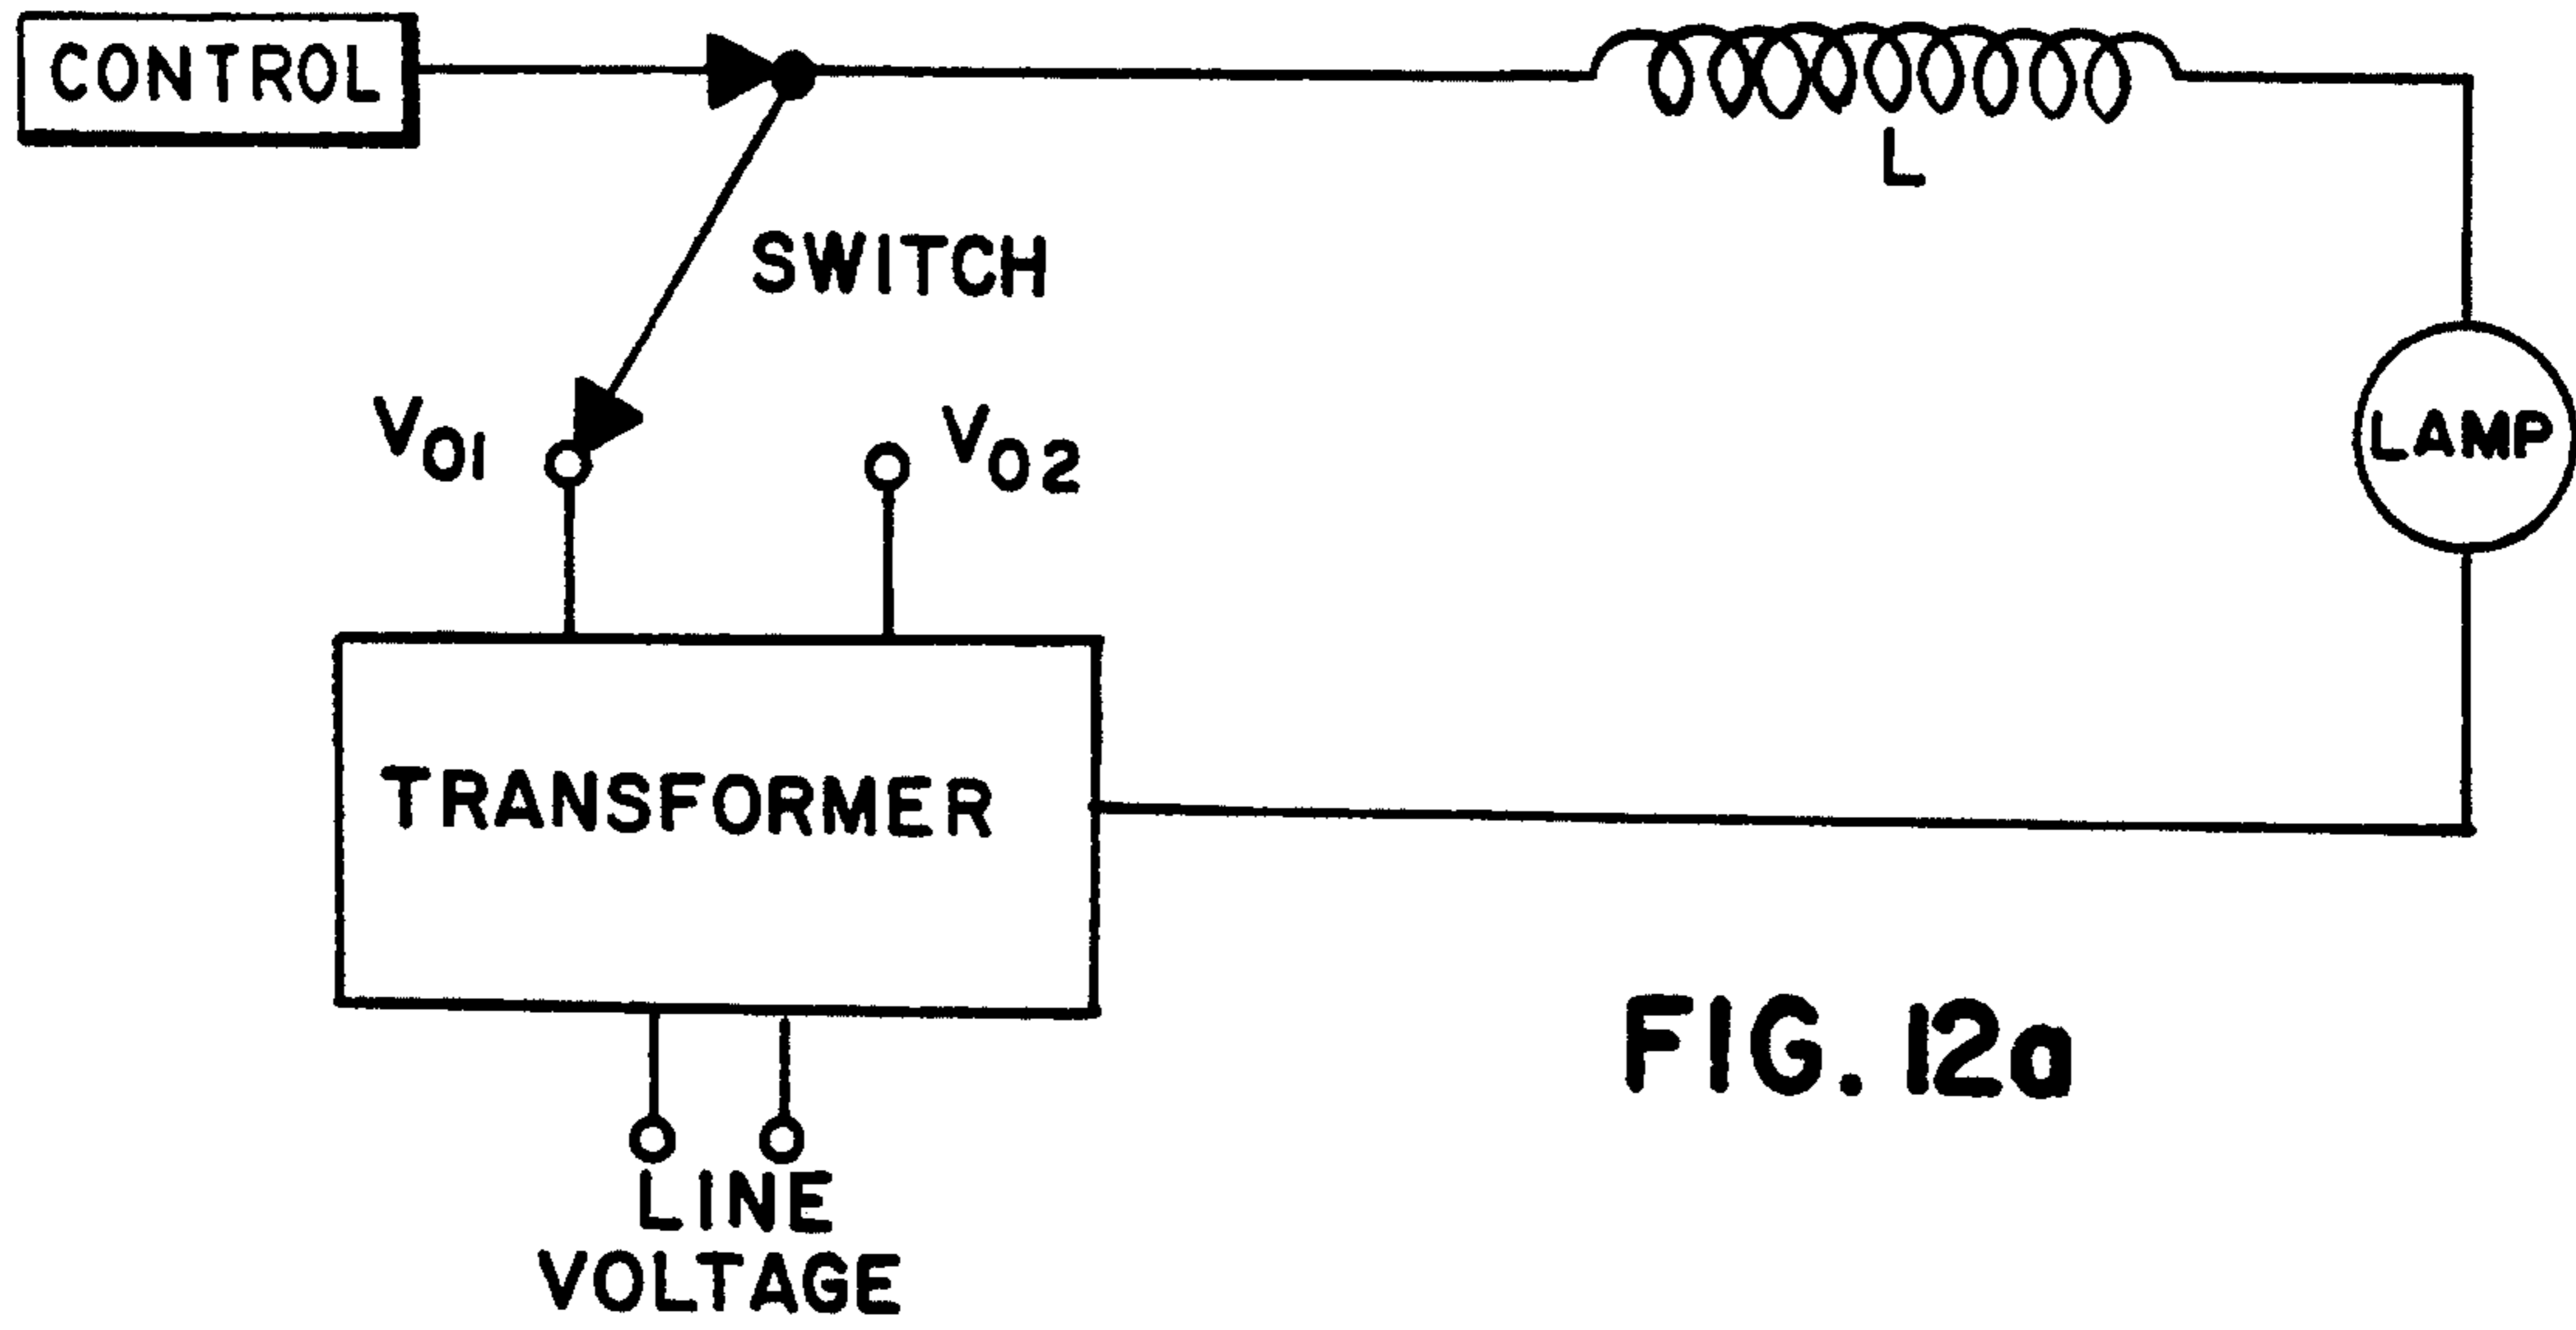 CONTROL
L
SWITCH
V01
V02
LAMP
TRANSFORMER
FIG. 12a
LINE
VOLTAGE